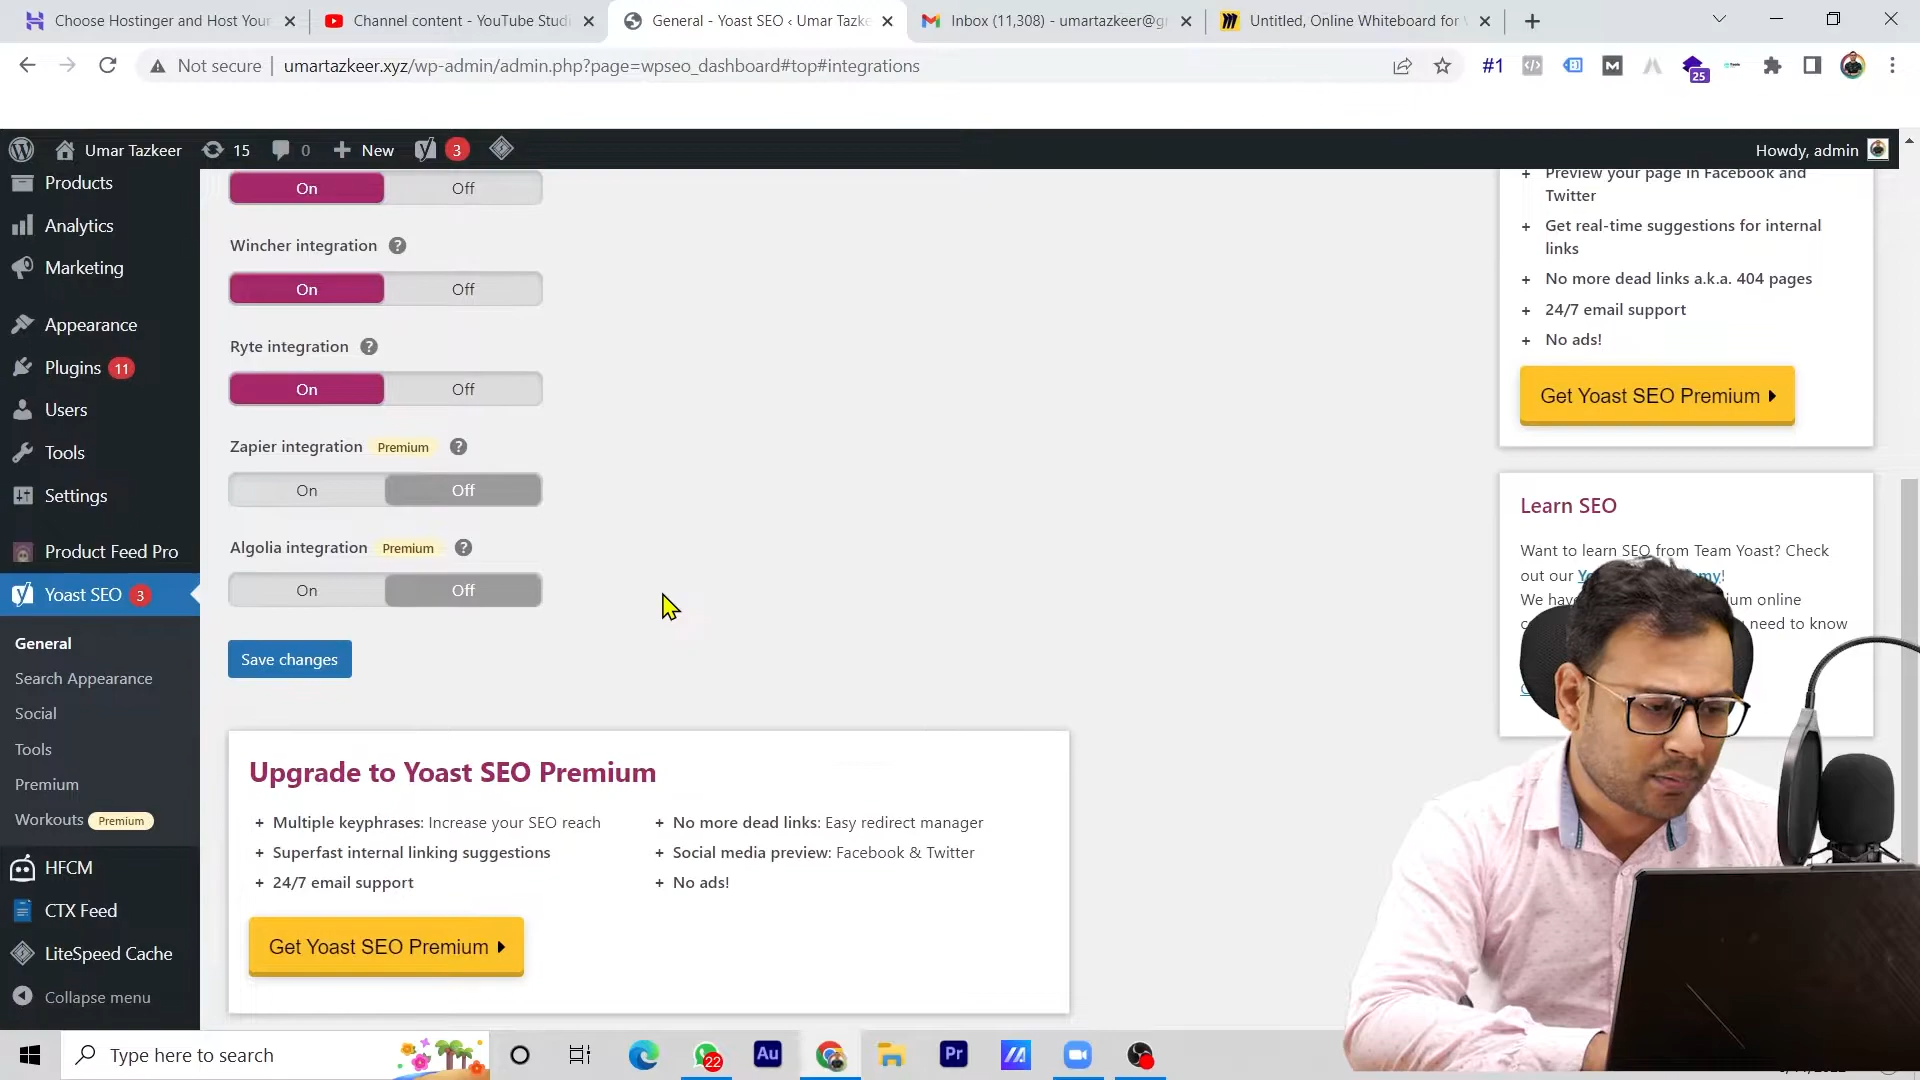 Choose Hostinger and Host Your
Channel content - YouTube Studi
General - Yoast SEO ‹ Umar Tazke
Inbox (11,308) - umartazkeer@gr
Untitled, Online Whiteboard for
Not secure
umartazkeer.xyz/wp-admin/admin.php?page=wpseo_dashboard#top#integrations
#1
25
Umar Tazkeer
15
0
New
3
Howdy, admin
Products
Analytics
Marketing
Appearance
Plugins 11
Users
Tools
Settings
Product Feed Pro
Yoast SEO 3
General
Search Appearance
Social
Tools
Premium
Workouts Premium
HFCM
CTX Feed
LiteSpeed Cache
Collapse menu
On Off
Wincher integration ?
On Off
Ryte integration ?
On Off
Zapier integration Premium ?
On Off
Algolia integration Premium ?
On Off
Save changes
Upgrade to Yoast SEO Premium
+ Multiple keyphrases: Increase your SEO reach
+ Superfast internal linking suggestions
+ 24/7 email support
+ No more dead links: Easy redirect manager
+ Social media preview: Facebook & Twitter
+ No ads!
Get Yoast SEO Premium
+ Preview your page in Facebook and
Twitter
+ Get real-time suggestions for internal
links
+ No more dead links a.k.a. 404 pages
+ 24/7 email support
+ No ads!
Get Yoast SEO Premium
Learn SEO
Want to learn SEO from Team Yoast? Check
out our
We have online
need to know
Type here to search
22
Au
Pr